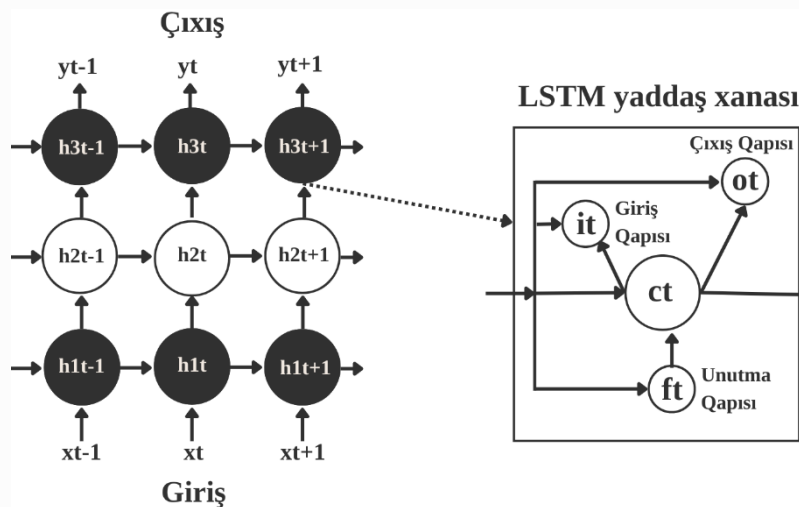 Çıxış
yt-1 yt yt+1
h3t-1 h3t h3t+1
h2t-1 h2t h2t+1
h1t-1 h1t h1t+1
xt-1 xt xt+1
Giriş
LSTM yaddaş xanası
Çıxış Qapısı
ot
it
Giriş
Qapısı
ct
ft
Unutma
Qapısı